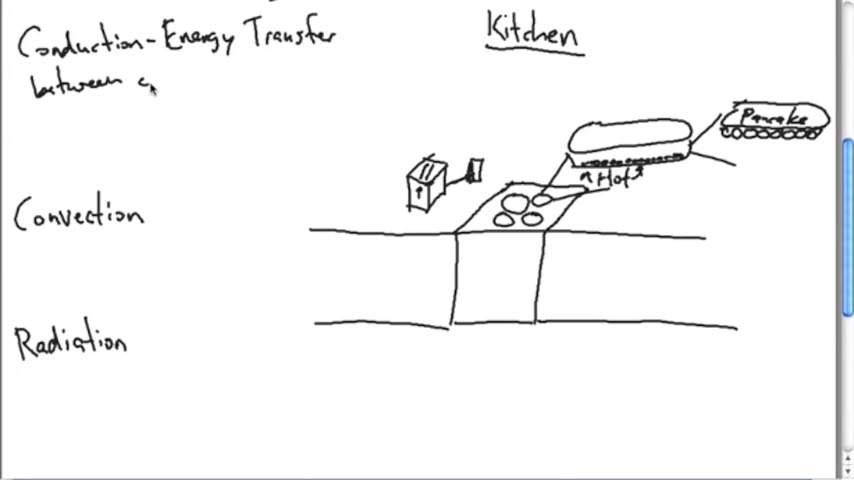 Conduction - Energy Transfer
between
Kitchen
Pancake
Hot
Convection
Radiation